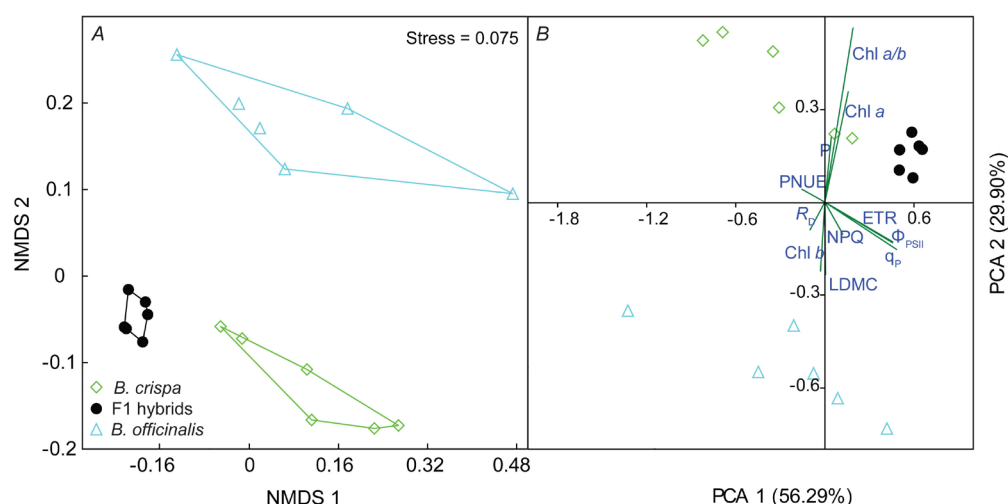 A
Stress = 0.075
0.2
0.1
0
-0.1
-0.2
NMDS 2
B. crispa
F1 hybrids
B. officinalis
-0.16
0
0.16
0.32
0.48
NMDS 1
B
Chl a/b
0.3
Chl a
P
PNUE
-1.8
-1.2
-0.6
0.6
R_D
ETR
NPQ
Φ_PSII
Chl b
q_P
LDMC
-0.3
-0.6
PCA 2 (29.90%)
PCA 1 (56.29%)